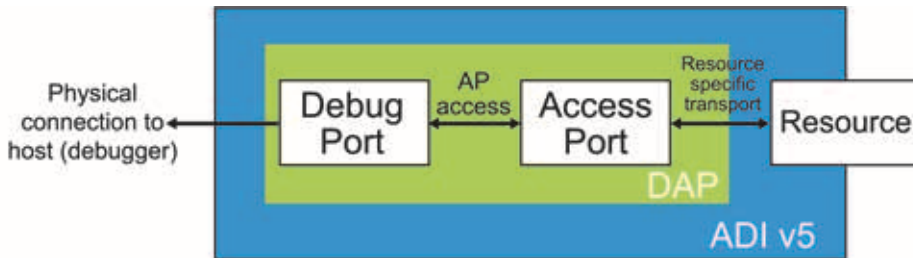 Physical
connection to
host (debugger)
Debug
Port
AP
access
Access
Port
Resource
specific
transport
Resource
DAP
ADI v5